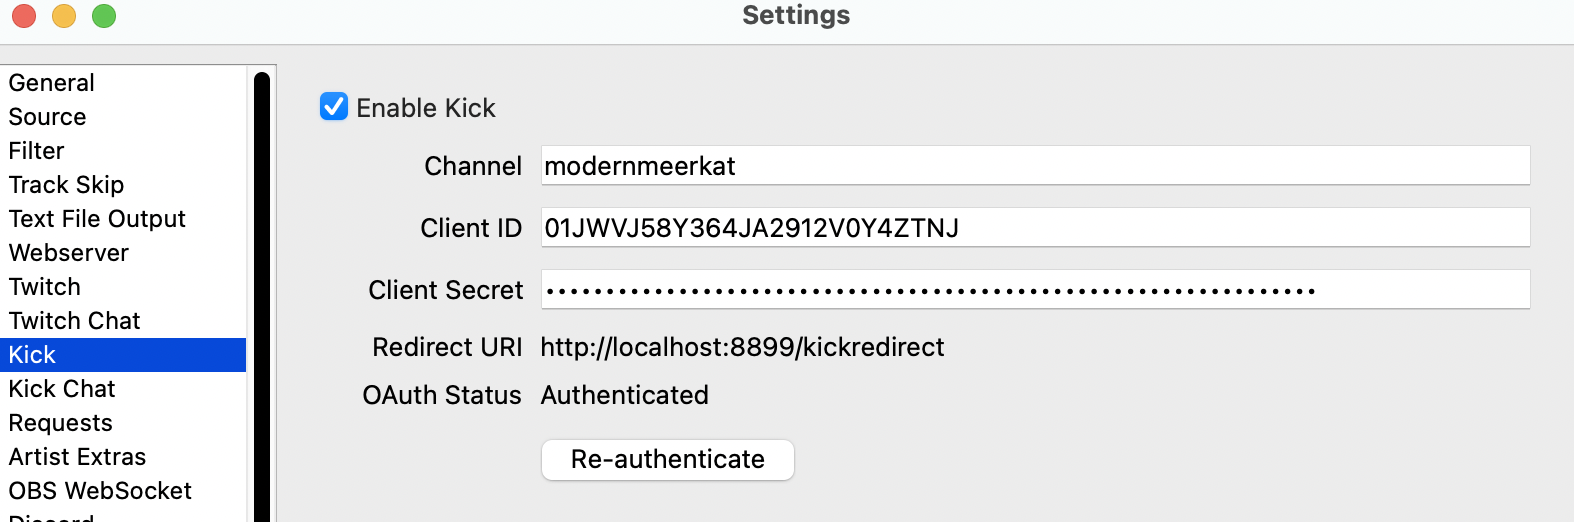 Settings
General
Source
Filter
Track Skip
Text File Output
Webserver
Twitch
Twitch Chat
Kick
Kick Chat
Requests
Artist Extras
OBS WebSocket
Discord
Enable Kick
Channel modernmeerkat
Client ID 01JWVJ58Y364JA2912V0Y4ZTNJ
Client Secret
Redirect URI http://localhost:8899/kickredirect
OAuth Status Authenticated
Re-authenticate